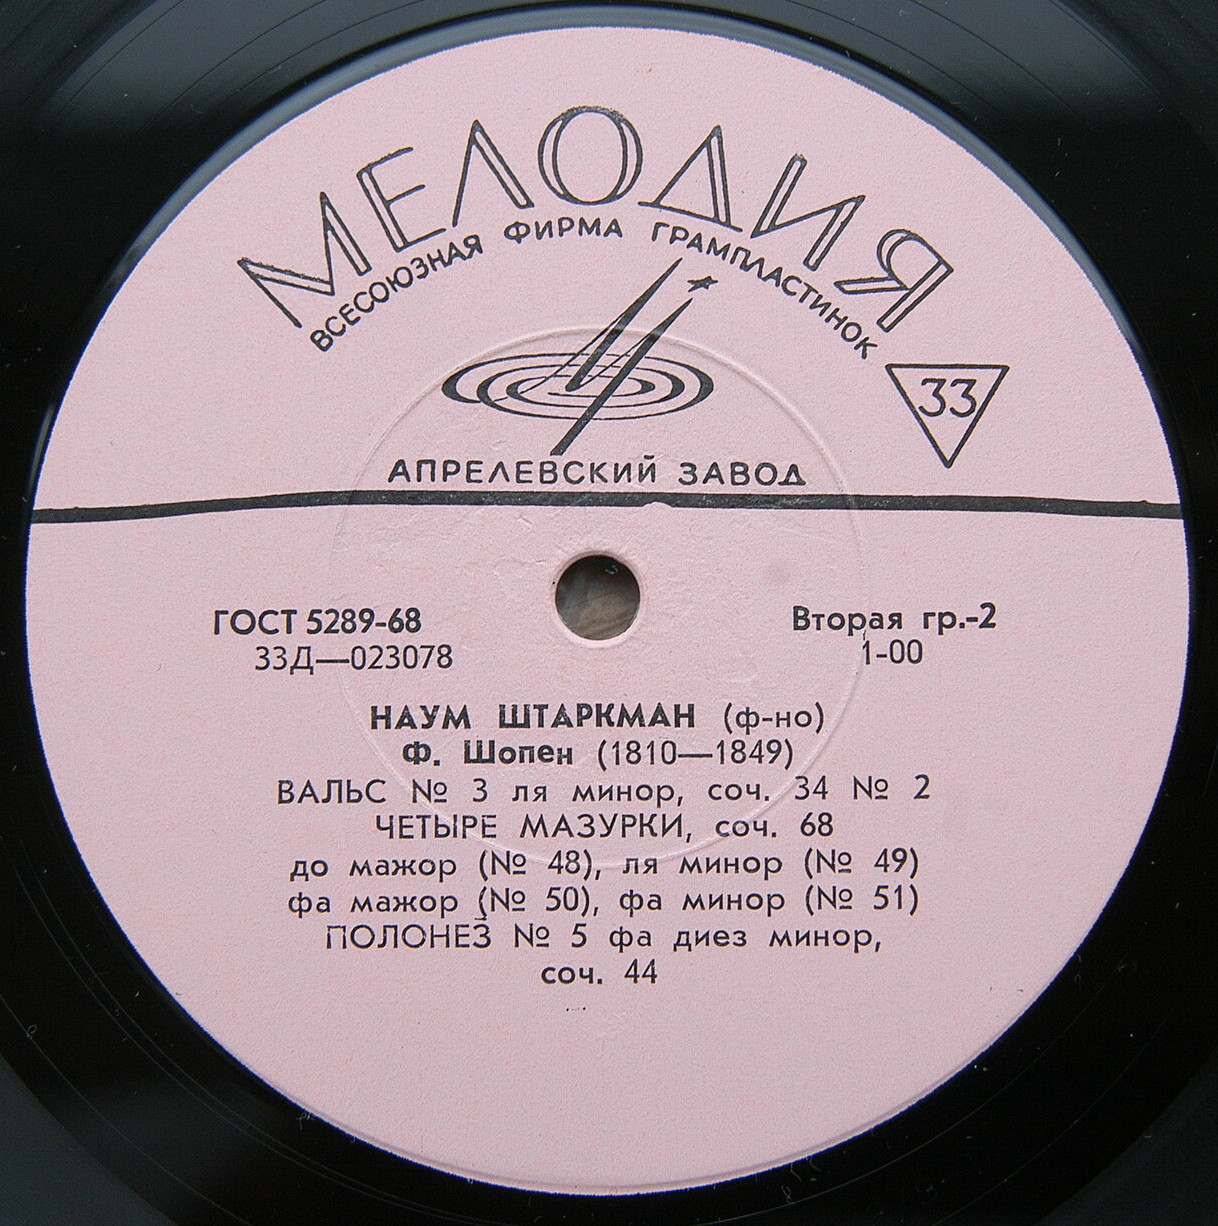 МЕЛОДИЯ
ВСЕСОЮЗНАЯ ФИРМА ГРАМПЛАСТИНОК
33
АПРЕЛЕВСКИЙ ЗАВОД
ГОСТ 5289-68
33Д—023078
Вторая гр.-2
1-00
НАУМ ШТАРКМАН (ф-но)
Ф. Шопен (1810—1849)
ВАЛЬС № 3 ля минор, соч. 34 № 2
ЧЕТЫРЕ МАЗУРКИ, соч. 68
до мажор (№ 48), ля минор (№ 49)
фа мажор (№ 50), фа минор (№ 51)
ПОЛОНЕЗ № 5 фа диез минор,
соч. 44